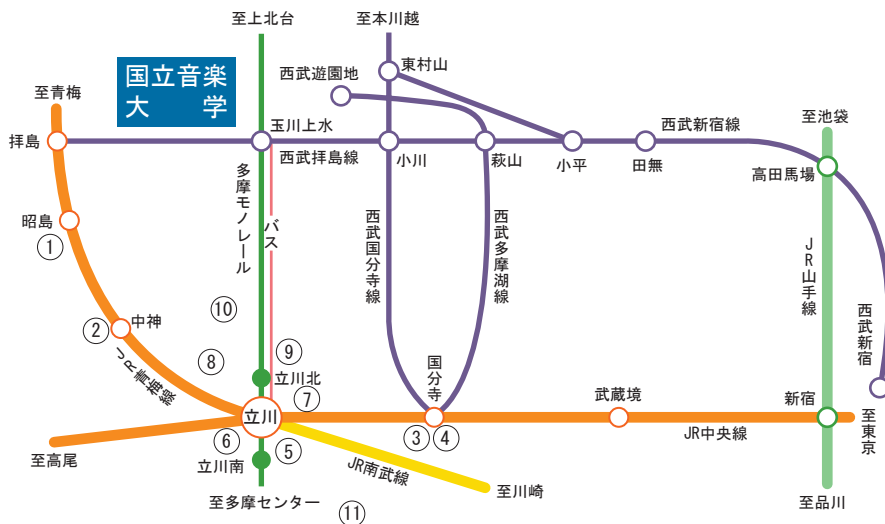 至上北台
至本川越
国立音楽
大学
至青梅
西武遊園地
東村山
拝島
玉川上水
西武拝島線
小川
萩山
小平
田無
西武新宿線
至池袋
高田馬場
昭島
①
多摩モノレール
バス
西武国分寺線
西武多摩湖線
JR山手線
西武新宿
②
中神
⑩
JR青梅線
⑧
⑨
立川北
⑦
国分寺
武蔵境
新宿
立川
⑥
⑤
③
④
JR中央線
至東京
至高尾
立川南
JR南武線
至川崎
至多摩センター
⑪
至品川